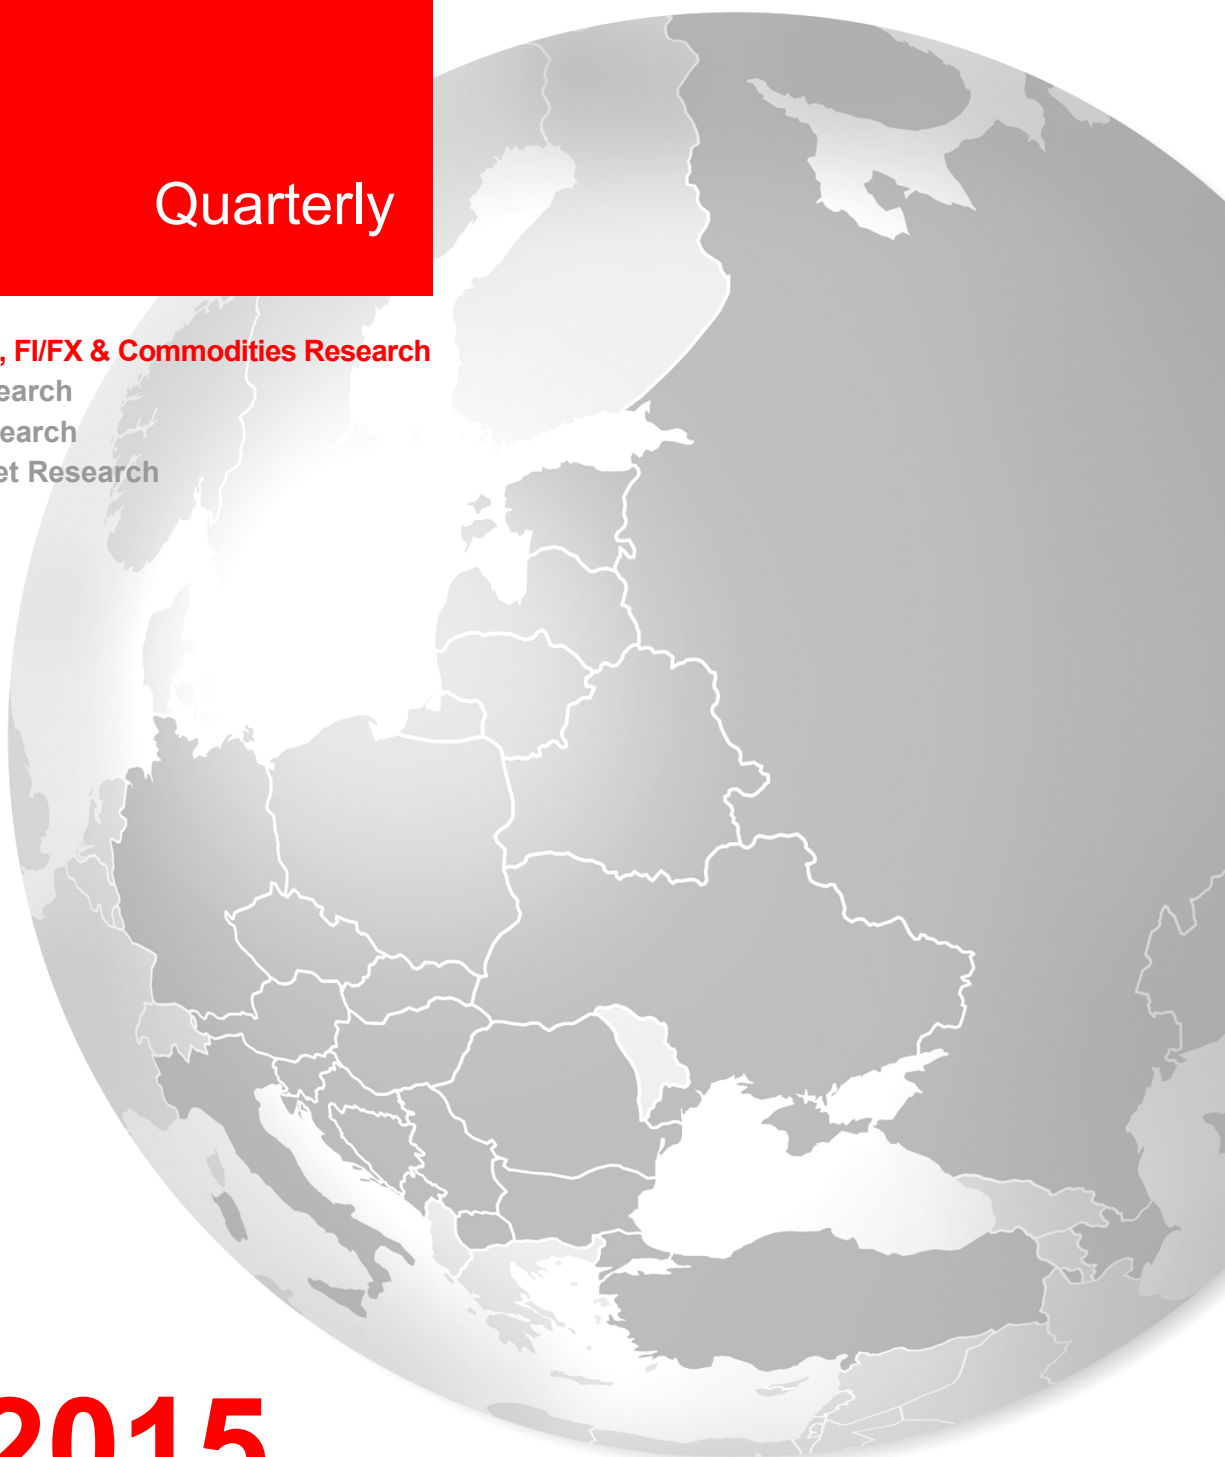 Quarterly
, FI/FX & Commodities Research
earch
earch
et Research
2015